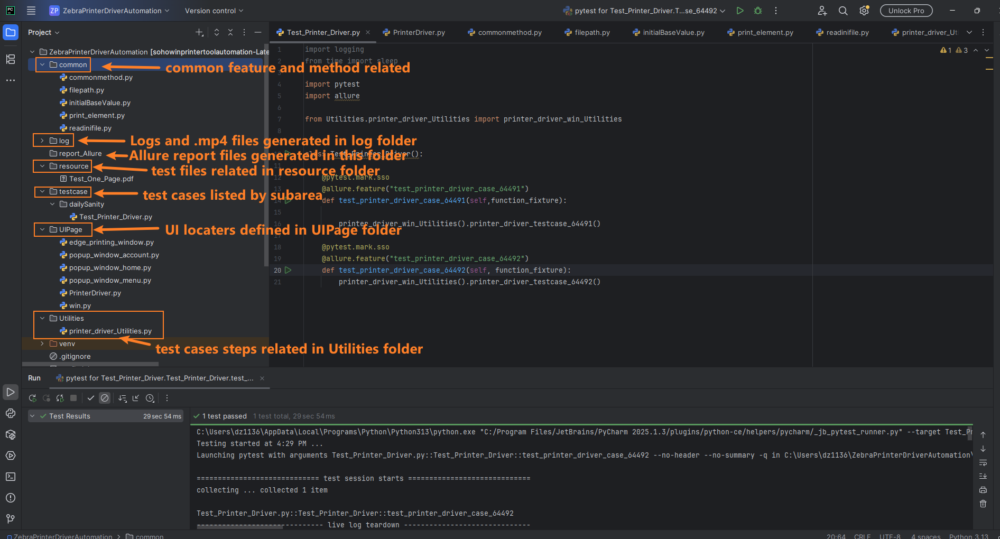 PC
ZP ZebraPrinterDriverAutomation
Version control
pytest for Test_Printer_Driver.T...se_64492
Unlock Pro
Project
Test_Printer_Driver.py
PrinterDriver.py
commonmethod.py
filepath.py
initialBaseValue.py
print_element.py
readinifile.py
printer_driver_Uti
ZebraPrinterDriverAutomation [sohowinprintertoolautomation-Late
common
common feature and method related
commonmethod.py
filepath.py
initialBaseValue.py
print_element.py
readinifile.py
log
Logs and .mp4 files generated in log folder
report_Allure
Allure report files generated in this folder
resource
test files related in resource folder
Test_One_Page.pdf
testcase
test cases listed by subarea
dailySanity
Test_Printer_Driver.py
UIPage
UI locaters defined in UIPage folder
edge_printing_window.py
popup_window_account.py
popup_window_home.py
popup_window_menu.py
PrinterDriver.py
win.py
Utilities
printer_driver_Utilities.py
test cases steps related in Utilities folder
venv
.gitignore
1 import logging
2 from time import sleep
3
4 import pytest
5 import allure
6
7 from Utilities.printer_driver_Utilities import printer_driver_win_Utilities
8
class Test_Printer_Driver():
11
12 @pytest.mark.sso
13 @allure.feature("test_printer_driver_case_64491")
14 def test_printer_driver_case_64491(self,function_fixture):
15
16 printer_driver_win_Utilities().printer_driver_testcase_64491()
17
18 @pytest.mark.sso
19 @allure.feature("test_printer_driver_case_64492")
20 def test_printer_driver_case_64492(self, function_fixture):
21 printer_driver_win_Utilities().printer_driver_testcase_64492()
1 3
Run
pytest for Test_Printer_Driver.Test_Printer_Driver.test_...
Test Results 29 sec 54 ms
1 test passed 1 test total, 29 sec 54 ms
C:\Users\dz1136\AppData\Local\Programs\Python\Python313\python.exe "C:/Program Files/JetBrains/PyCharm 2025.1.3/plugins/python-ce/helpers/pycharm/_jb_pytest_runner.py" --target Test_Pr
Testing started at 4:29 PM ...
Launching pytest with arguments Test_Printer_Driver.py::Test_Printer_Driver::test_printer_driver_case_64492 --no-header --no-summary -q in C:\Users\dz1136\ZebraPrinterDriverAutomation\
============================= test session starts =============================
collecting ... collected 1 item
Test_Printer_Driver.py::Test_Printer_Driver::test_printer_driver_case_64492
------------------------------ live log teardown ------------------------------
ZebraPrinterDriverAutomation > common
20:64 CRLF UTF-8 4 spaces Python 3.13